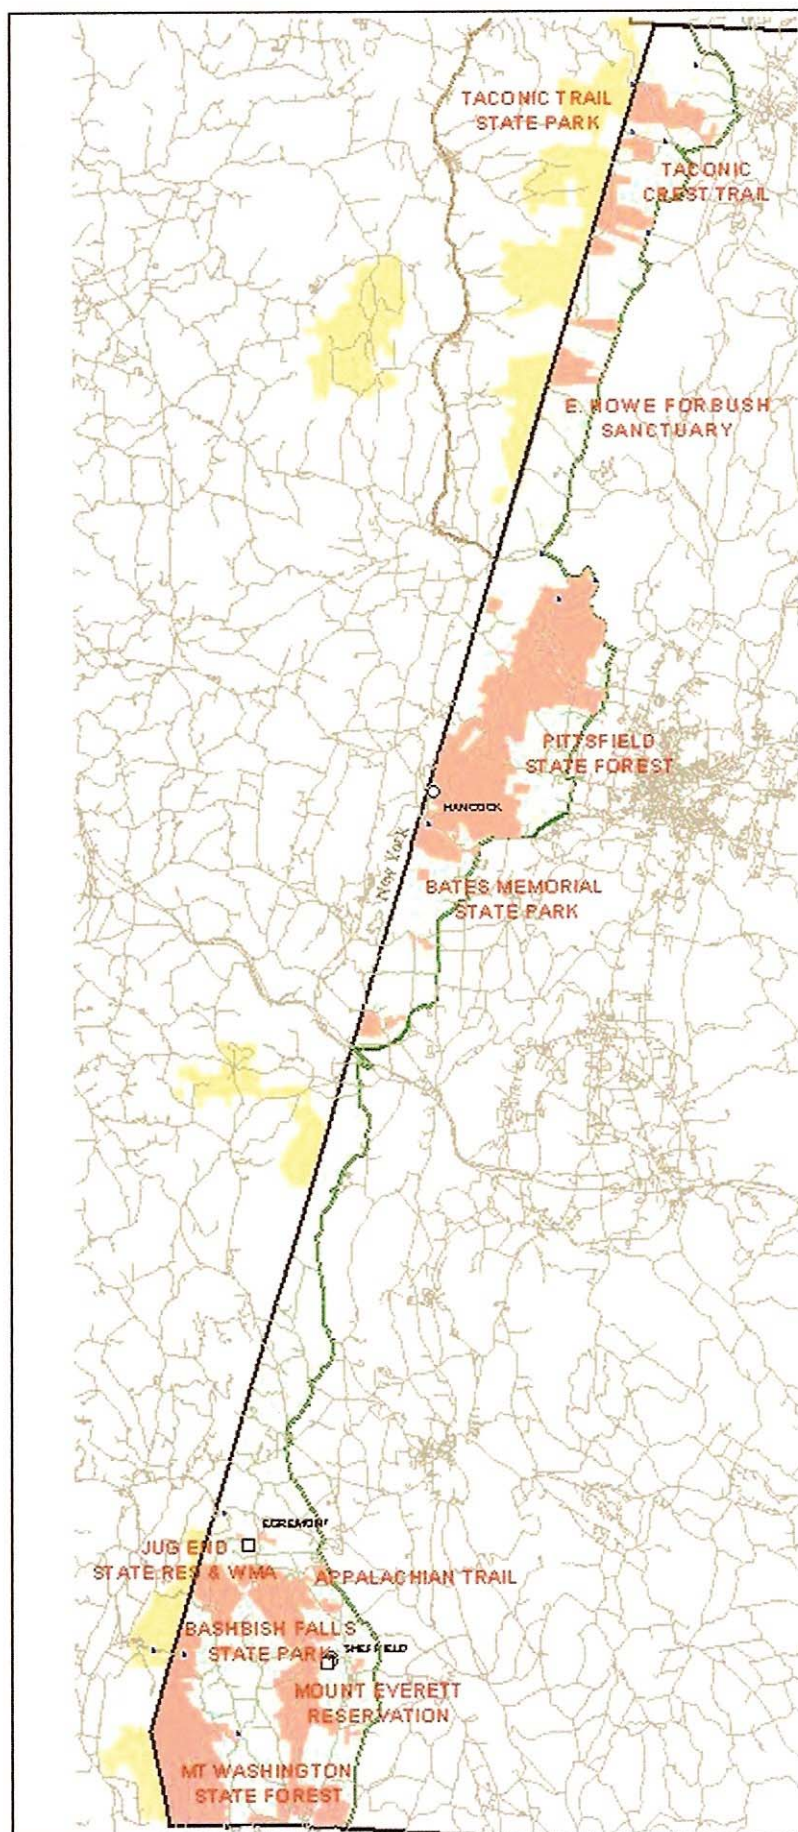 TACONIC TRAIL
STATE PARK
TACONIC
CREST TRAIL
E. HOWE FORBUSH
SANCTUARY
PITTSFIELD
STATE FOREST
HANCOCK
New York
BATES MEMORIAL
STATE PARK
EGREMONT
JUG END
STATE RES & WMA
APPALACHIAN TRAIL
BASHBISH FALLS
STATE PARK
SHEFFIELD
MOUNT EVERETT
RESERVATION
MT WASHINGTON
STATE FOREST